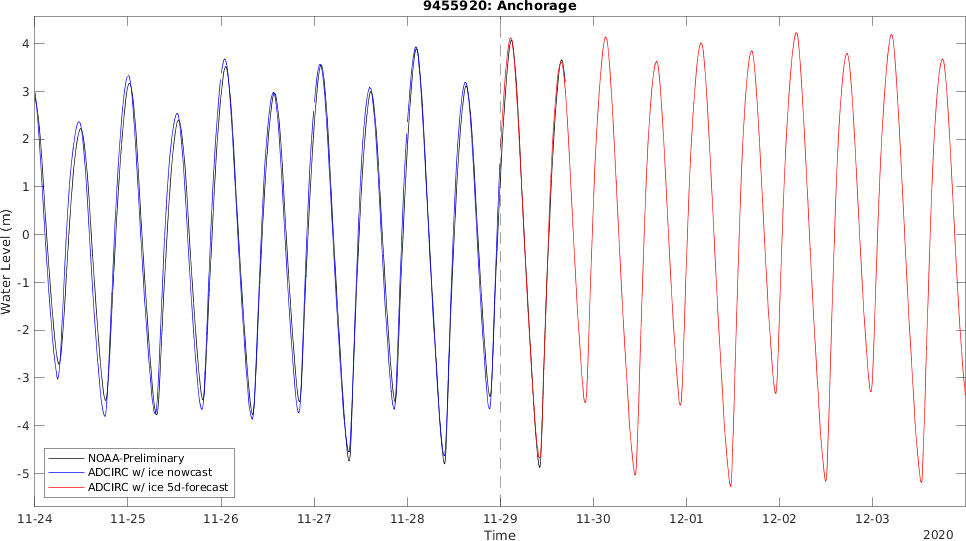 9455920: Anchorage
4
3
2
1
0
-1
-2
-3
-4
-5
Water Level (m)
NOAA-Preliminary
ADCIRC w/ ice nowcast
ADCIRC w/ ice 5d-forecast
11-24 11-25 11-26 11-27 11-28 11-29 11-30 12-01 12-02 12-03
Time
2020